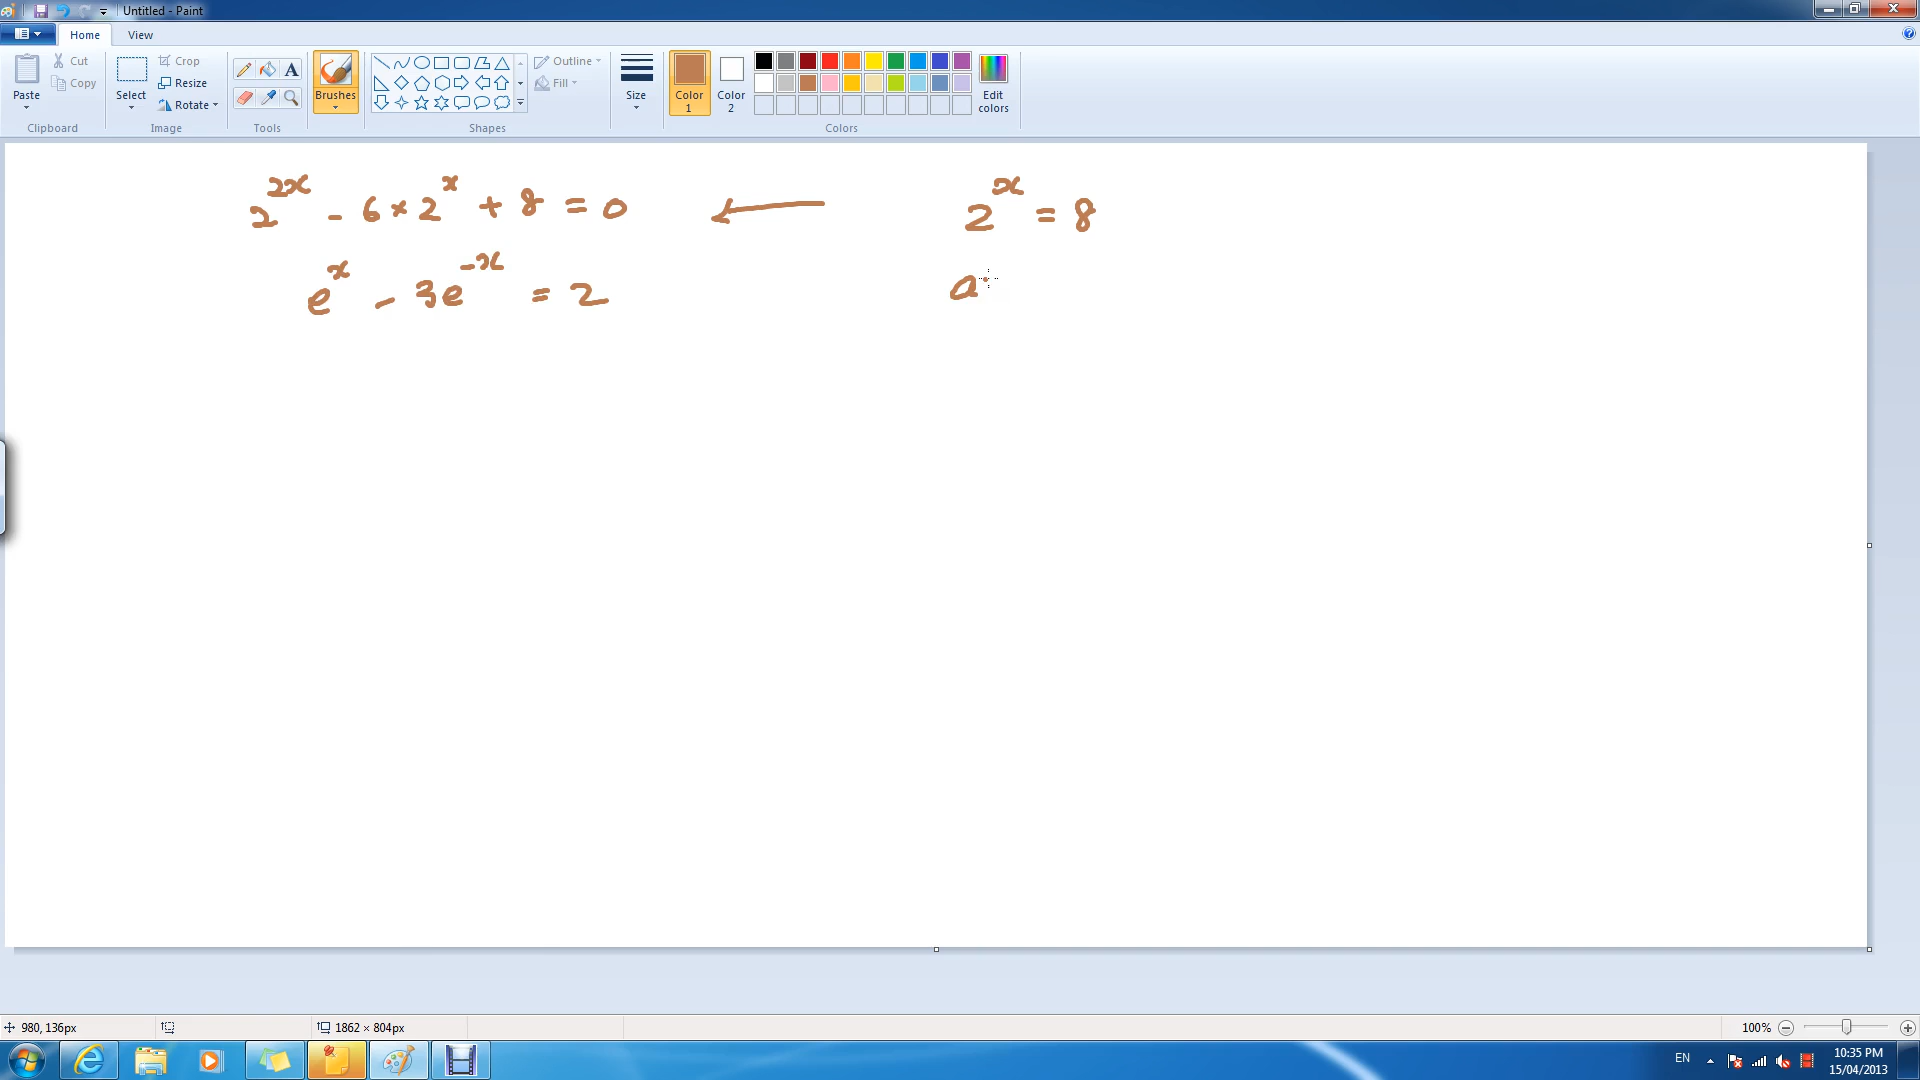 Untitled - Paint
Home View
Paste Cut Copy Clipboard
Select Crop Resize Rotate Image
Tools
Brushes
Shapes Outline Fill
Size
Color 1 Color 2 Edit colors Colors
2^{2x} - 6 × 2^x + 8 = 0
2^x = 8
e^x - 3e^{-x} = 2
a
980, 136px
1862 × 804px
100%
EN
10:35 PM
15/04/2013